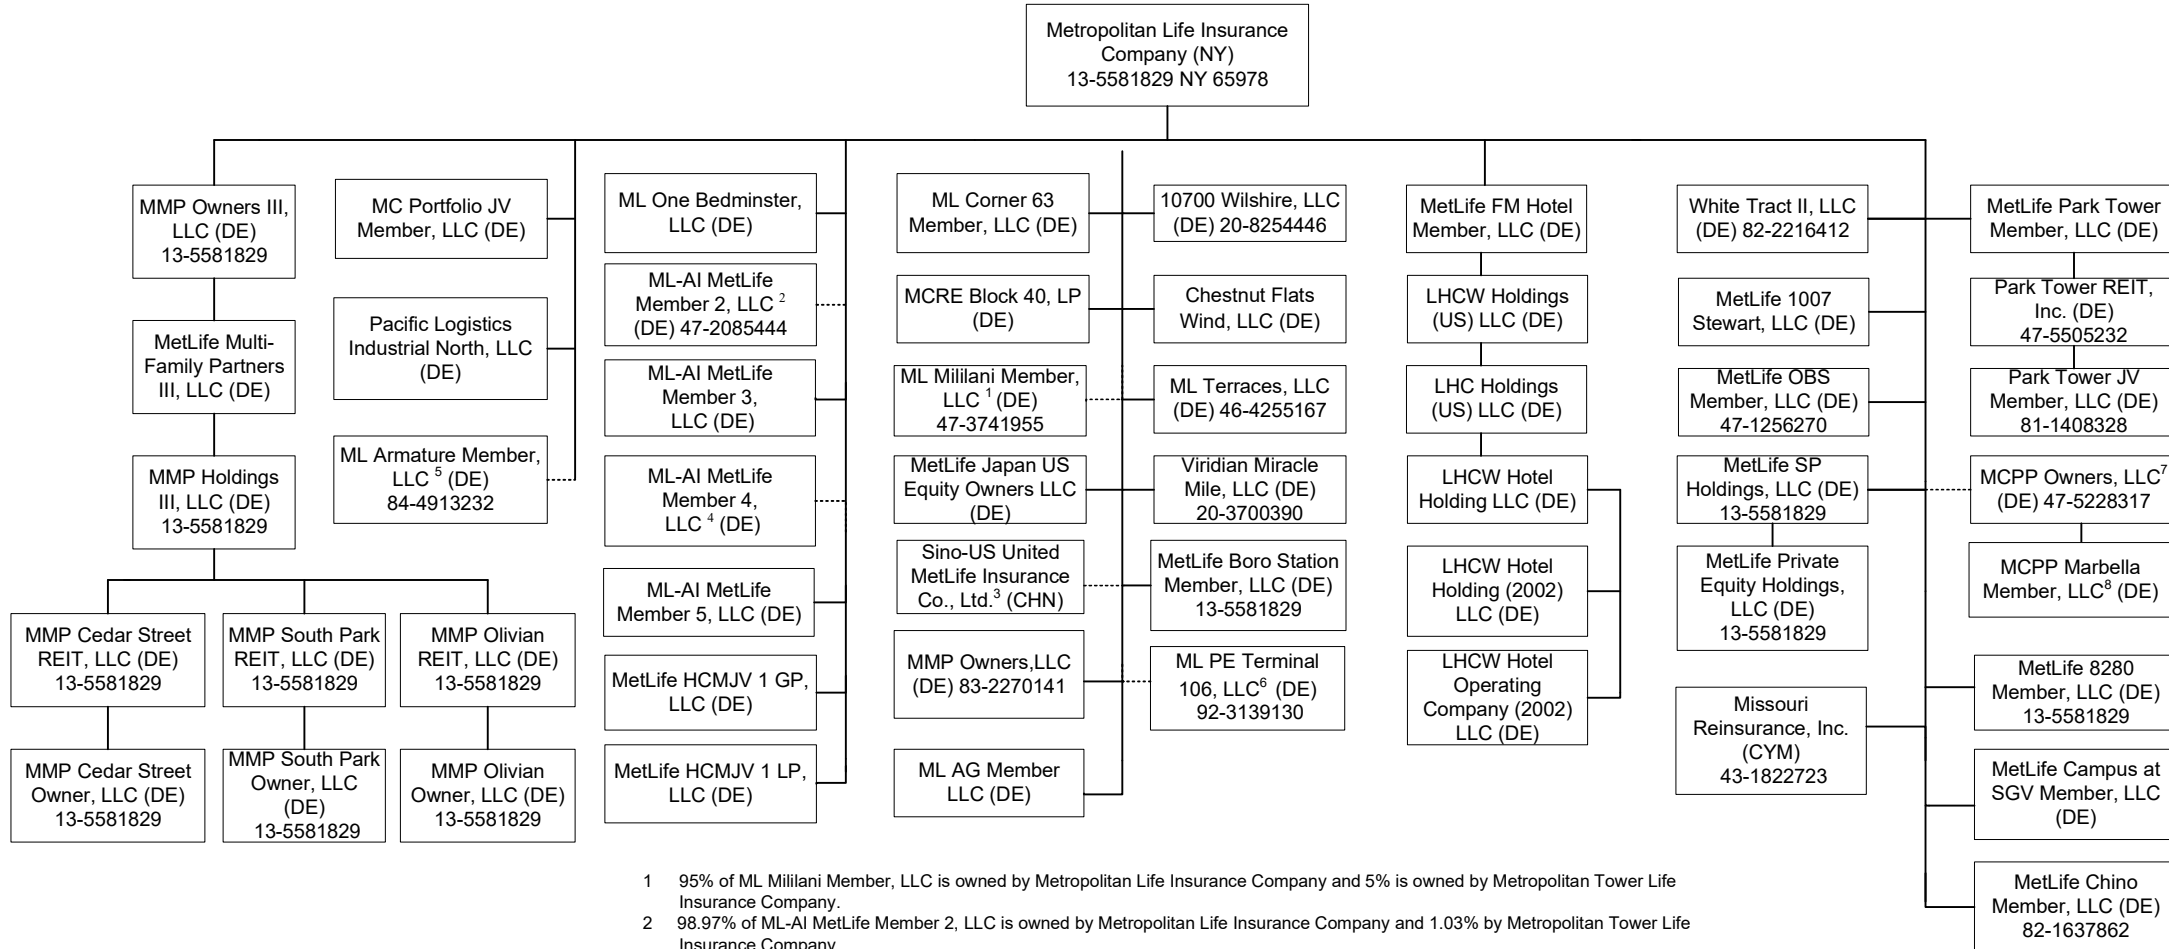 Metropolitan Life Insurance
Company (NY)
13-5581829 NY 65978
MMP Owners III,
LLC (DE)
13-5581829
MetLife Multi-
Family Partners
III, LLC (DE)
MMP Holdings
III, LLC (DE)
13-5581829
MMP Cedar Street
REIT, LLC (DE)
13-5581829
MMP South Park
REIT, LLC (DE)
13-5581829
MMP Olivian
REIT, LLC (DE)
13-5581829
MMP Cedar Street
Owner, LLC (DE)
13-5581829
MMP South Park
Owner, LLC
(DE)
13-5581829
MMP Olivian
Owner, LLC (DE)
13-5581829
MC Portfolio JV
Member, LLC (DE)
Pacific Logistics
Industrial North, LLC
(DE)
ML Armature Member,
LLC 5 (DE)
84-4913232
ML One Bedminster,
LLC (DE)
ML-AI MetLife
Member 2, LLC 2
(DE) 47-2085444
ML-AI MetLife
Member 3,
LLC (DE)
ML-AI MetLife
Member 4,
LLC 4 (DE)
ML-AI MetLife
Member 5, LLC (DE)
MetLife HCMJV 1 GP,
LLC (DE)
MetLife HCMJV 1 LP,
LLC (DE)
ML Corner 63
Member, LLC (DE)
MCRE Block 40, LP
(DE)
ML Mililani Member,
LLC 1 (DE)
47-3741955
MetLife Japan US
Equity Owners LLC
(DE)
Sino-US United
MetLife Insurance
Co., Ltd.3 (CHN)
MMP Owners,LLC
(DE) 83-2270141
ML AG Member
LLC (DE)
10700 Wilshire, LLC
(DE) 20-8254446
Chestnut Flats
Wind, LLC (DE)
ML Terraces, LLC
(DE) 46-4255167
Viridian Miracle
Mile, LLC (DE)
20-3700390
MetLife Boro Station
Member, LLC (DE)
13-5581829
ML PE Terminal
106, LLC6 (DE)
92-3139130
MetLife FM Hotel
Member, LLC (DE)
LHCW Holdings
(US) LLC (DE)
LHC Holdings
(US) LLC (DE)
LHCW Hotel
Holding LLC (DE)
LHCW Hotel
Holding (2002)
LLC (DE)
LHCW Hotel
Operating
Company (2002)
LLC (DE)
White Tract II, LLC
(DE) 82-2216412
MetLife 1007
Stewart, LLC (DE)
MetLife OBS
Member, LLC (DE)
47-1256270
MetLife SP
Holdings, LLC (DE)
13-5581829
MetLife Private
Equity Holdings,
LLC (DE)
13-5581829
Missouri
Reinsurance, Inc.
(CYM)
43-1822723
MetLife Park Tower
Member, LLC (DE)
Park Tower REIT,
Inc. (DE)
47-5505232
Park Tower JV
Member, LLC (DE)
81-1408328
MCPP Owners, LLC7
(DE) 47-5228317
MCPP Marbella
Member, LLC8 (DE)
MetLife 8280
Member, LLC (DE)
13-5581829
MetLife Campus at
SGV Member, LLC
(DE)
MetLife Chino
Member, LLC (DE)
82-1637862
1 95% of ML Mililani Member, LLC is owned by Metropolitan Life Insurance Company and 5% is owned by Metropolitan Tower Life
Insurance Company.
2 98.97% of ML-AI MetLife Member 2, LLC is owned by Metropolitan Life Insurance Company and 1.03% by Metropolitan Tower Life
Insurance Company